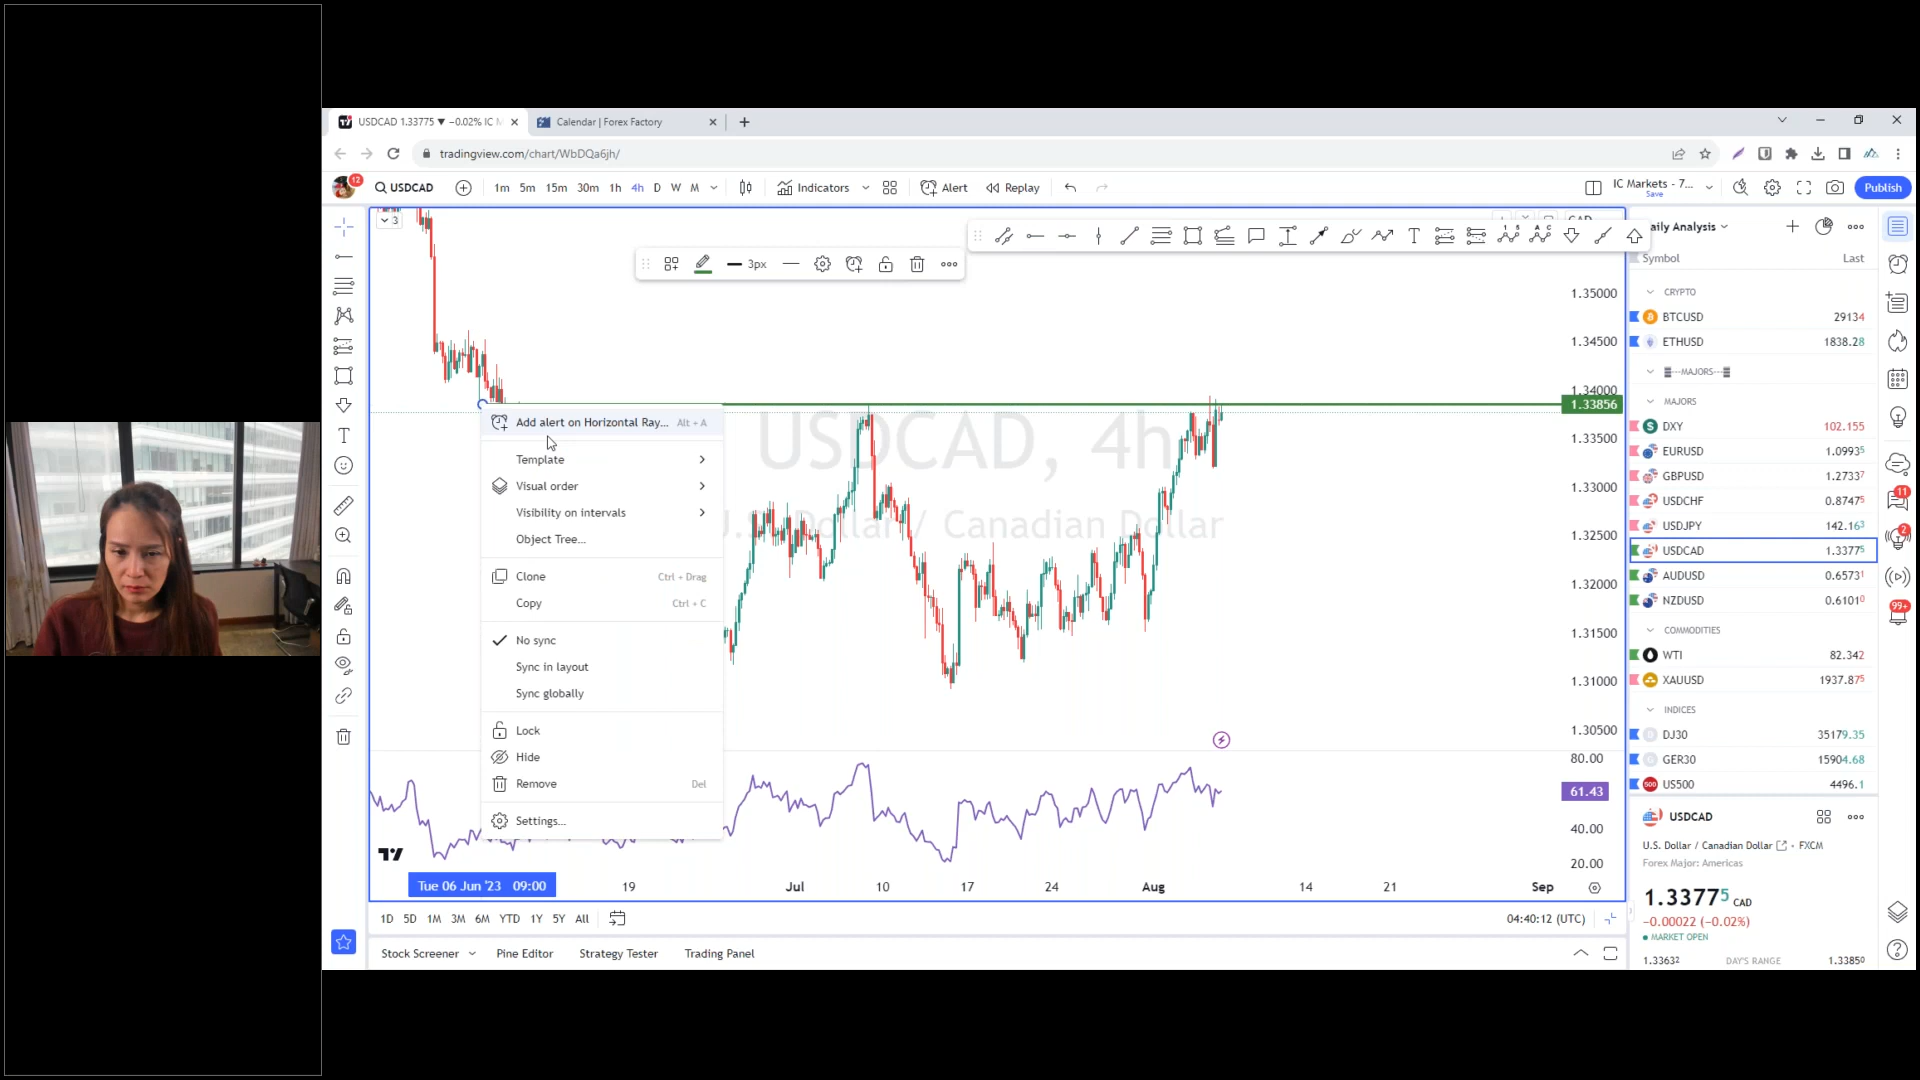 USDCAD 1.33775 ▼ −0.02% IC M
Calendar | Forex Factory
tradingview.com/chart/WbDQa6jh/
12
USDCAD
1m 5m 15m 30m 1h 4h D W M
Indicators
Alert
Replay
IC Markets - 7...
Save
Publish
3
3px
CAD
aily Analysis
Symbol Last
CRYPTO
BTCUSD 29134
ETHUSD 1838.28
---MAJORS---
MAJORS
DXY 102.155
EURUSD 1.09935
GBPUSD 1.27337
USDCHF 0.87475
USDJPY 142.163
USDCAD 1.33775
AUDUSD 0.65731
NZDUSD 0.61010
COMMODITIES
WTI 82.342
XAUUSD 1937.875
INDICES
DJ30 35179.35
GER30 15904.68
US500 4496.1
11
2
99+
1.35000
1.34500
1.34000
1.33856
1.33500
1.33000
1.32500
1.32000
1.31500
1.31000
1.30500
80.00
61.43
40.00
20.00
USDCAD, 4h
U.S. Dollar / Canadian Dollar
Add alert on Horizontal Ray... Alt + A
Template
Visual order
Visibility on intervals
Object Tree...
Clone Ctrl + Drag
Copy Ctrl + C
No sync
Sync in layout
Sync globally
Lock
Hide
Remove Del
Settings...
Tue 06 Jun '23 09:00
19 Jul 10 17 24 Aug 14 21 Sep
1D 5D 1M 3M 6M YTD 1Y 5Y All
04:40:12 (UTC)
Stock Screener
Pine Editor
Strategy Tester
Trading Panel
USDCAD
U.S. Dollar / Canadian Dollar • FXCM
Forex Major: Americas
1.33775 CAD
−0.00022 (−0.02%)
MARKET OPEN
1.33632 DAY'S RANGE 1.33850